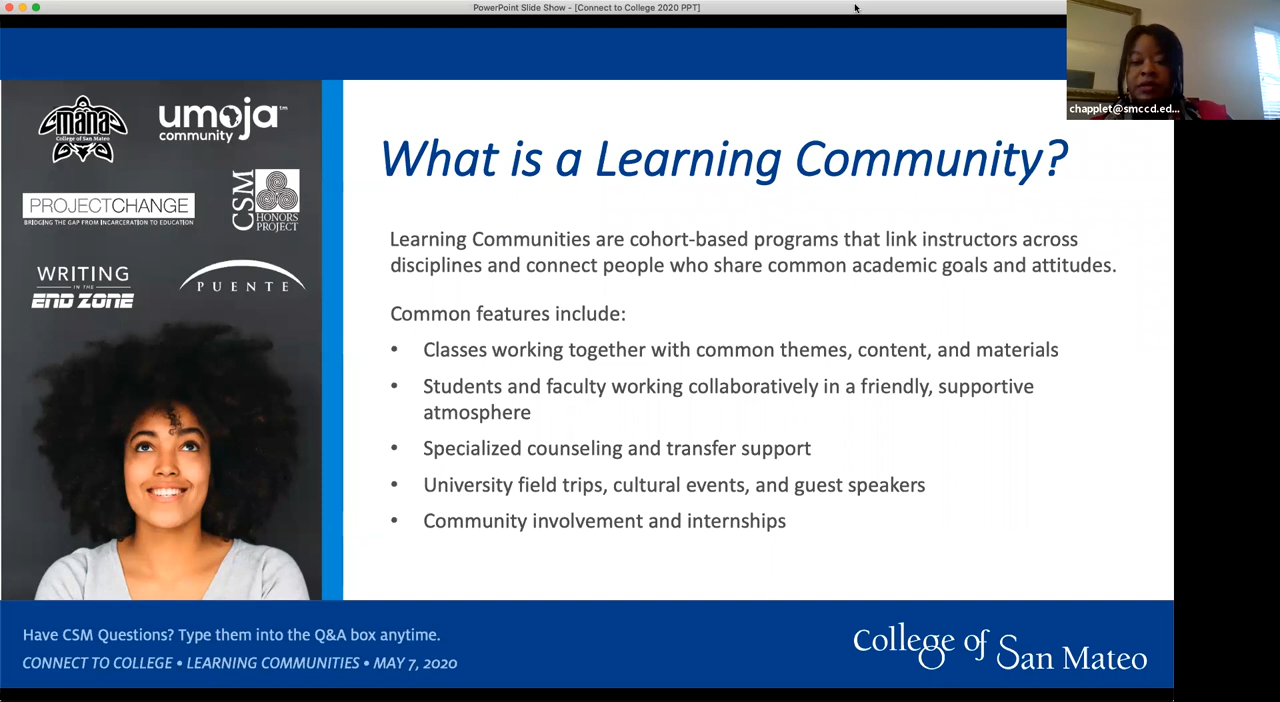 PowerPoint Slide Show - [Connect to College 2020 PPT]
chapplet@smccd.ed...
mana
College of San Mateo
umoja™
community
PROJECTCHANGE
BRIDGING THE GAP FROM INCARCERATION TO EDUCATION
CSM
HONORS
PROJECT
WRITING
IN THE
END ZONE
PUENTE
What is a Learning Community?
Learning Communities are cohort-based programs that link instructors across
disciplines and connect people who share common academic goals and attitudes.
Common features include:
• Classes working together with common themes, content, and materials
• Students and faculty working collaboratively in a friendly, supportive
atmosphere
• Specialized counseling and transfer support
• University field trips, cultural events, and guest speakers
• Community involvement and internships
Have CSM Questions? Type them into the Q&A box anytime.
CONNECT TO COLLEGE • LEARNING COMMUNITIES • MAY 7, 2020
College of
San Mateo